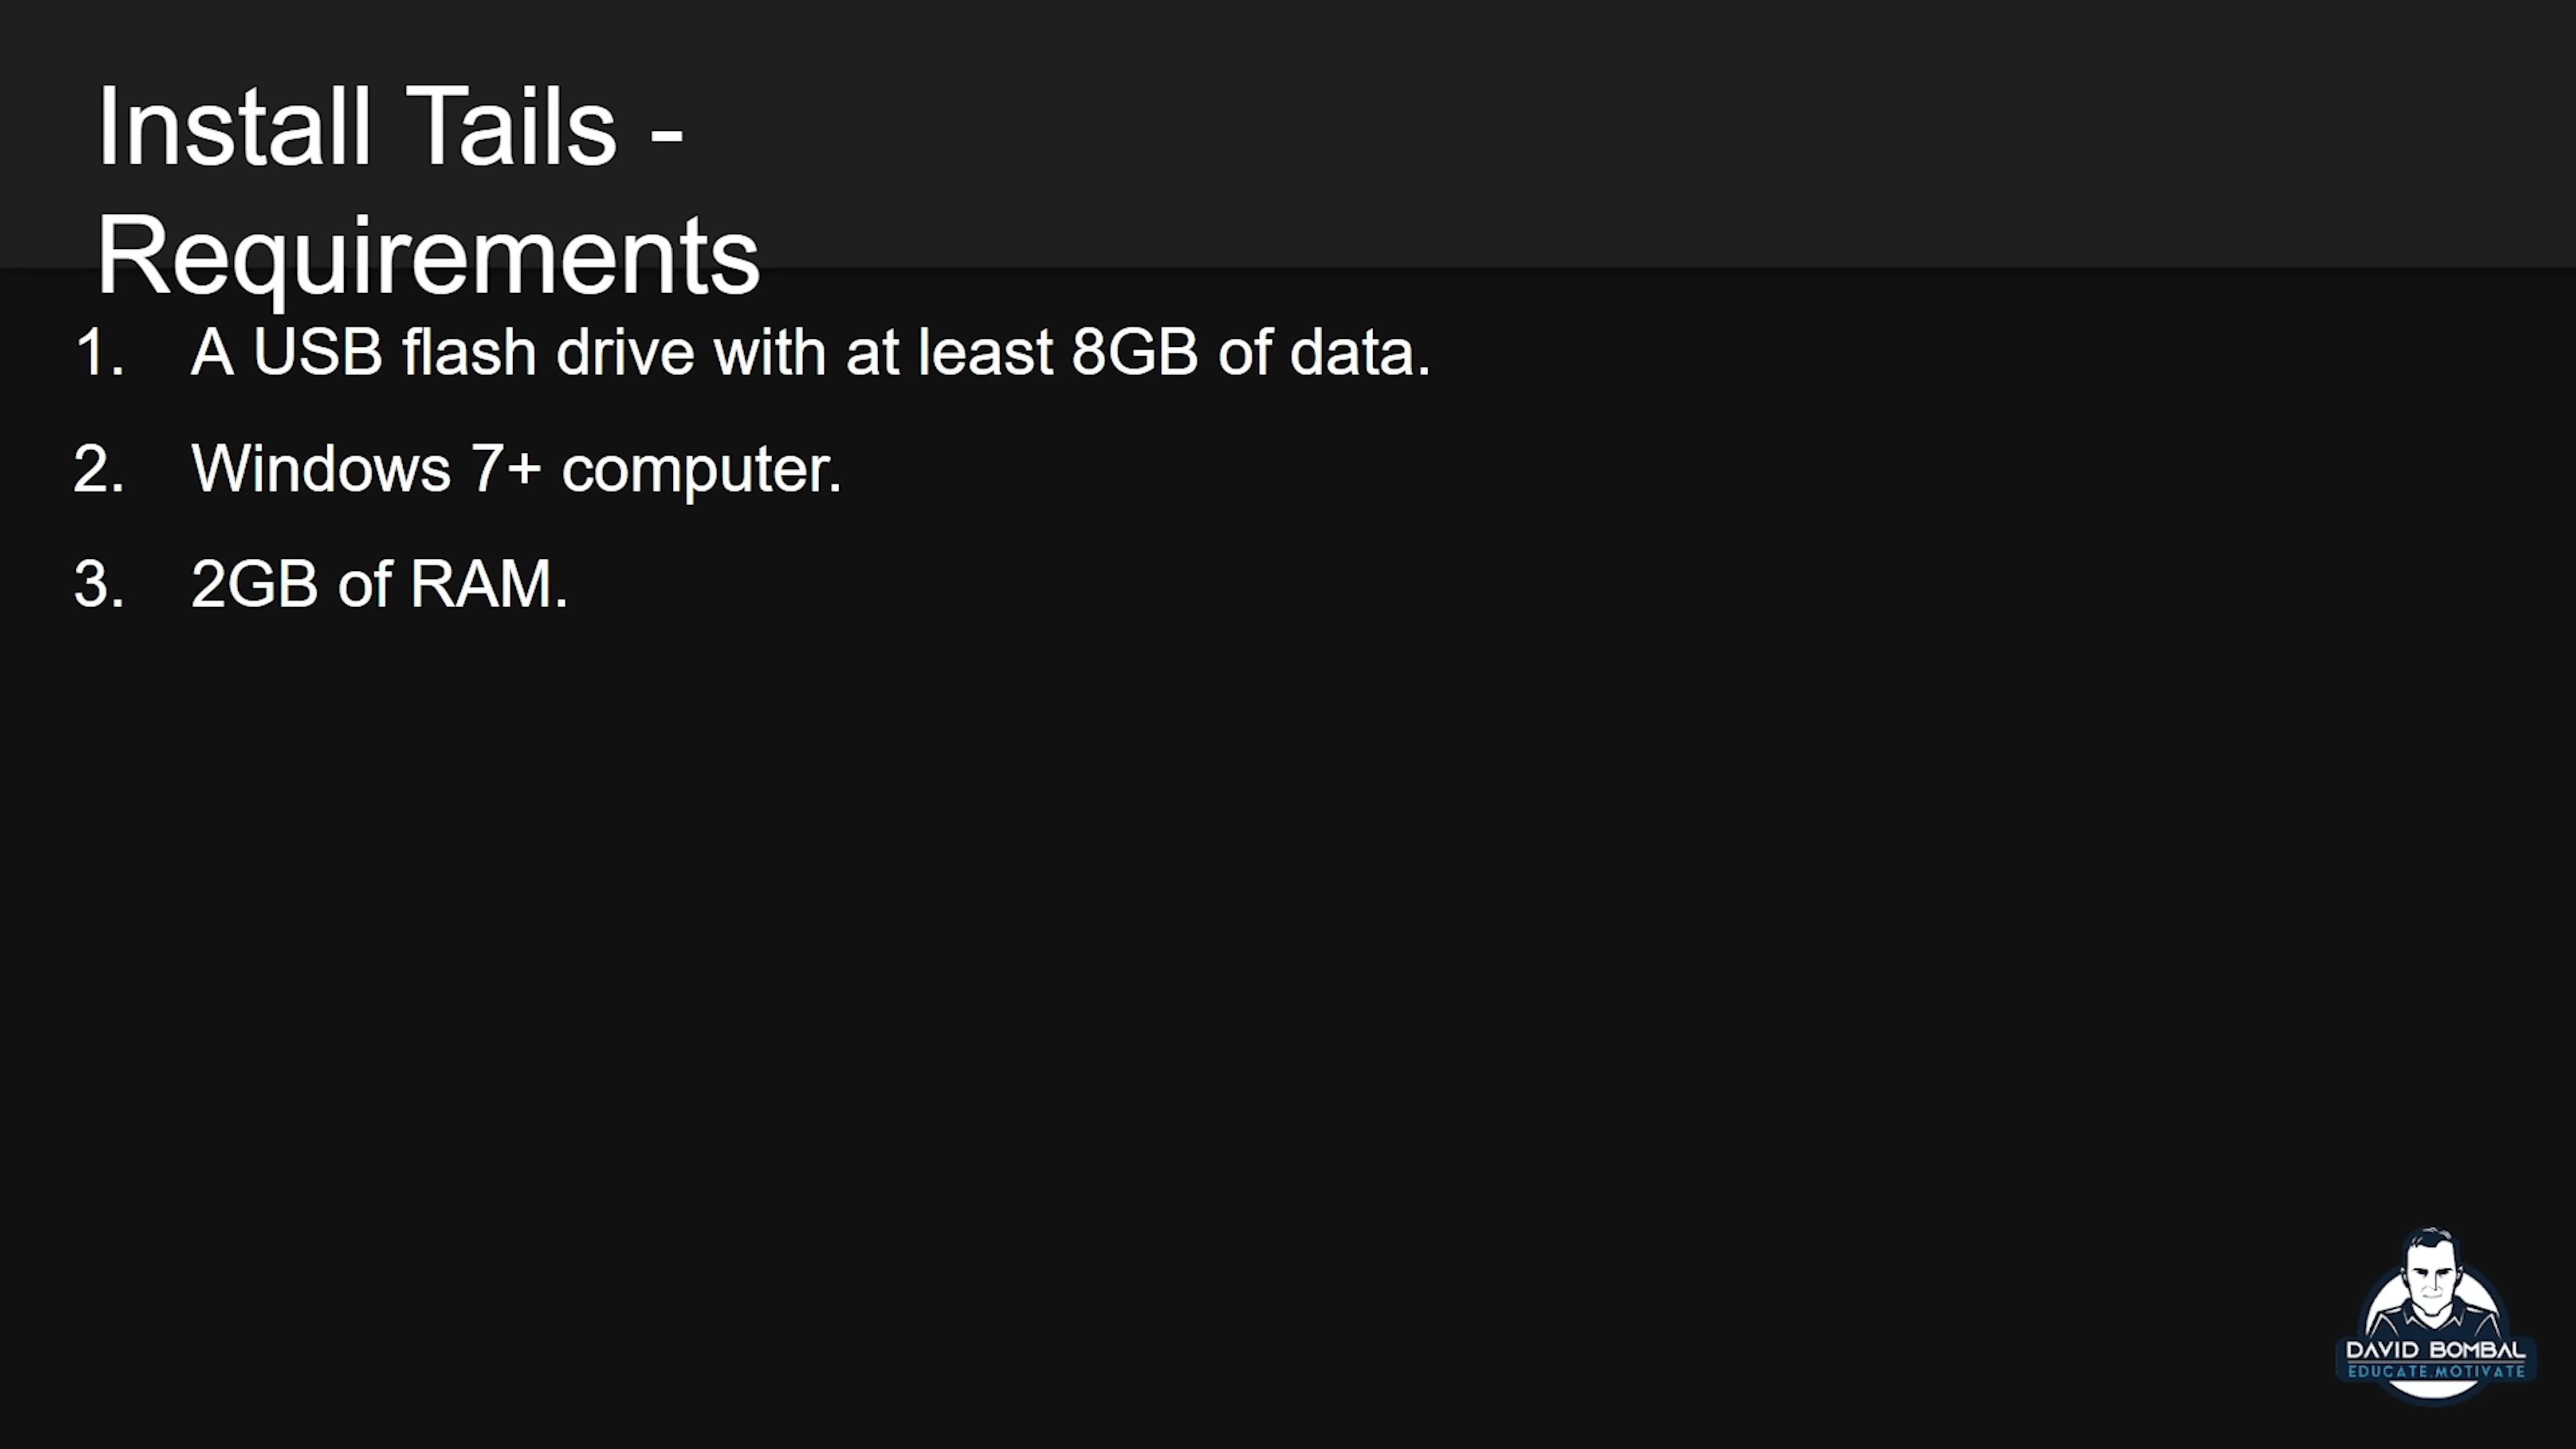 Install Tails -
Requirements
1. A USB flash drive with at least 8GB of data.
2. Windows 7+ computer.
3. 2GB of RAM.
DAVID BOMBAL
EDUCATE.MOTIVATE